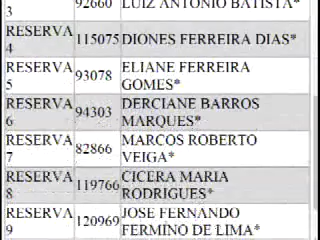 3 92660 LUIZ ANTONIO BATISTA*
RESERVA 4 115075 DIONES FERREIRA DIAS*
RESERVA 5 93078 ELIANE FERREIRA GOMES*
RESERVA 6 94303 DERCIANE BARROS MARQUES*
RESERVA 7 82866 MARCOS ROBERTO VEIGA*
RESERVA 8 119766 CICERA MARIA RODRIGUES*
RESERVA 9 120969 JOSE FERNANDO FERMINO DE LIMA*